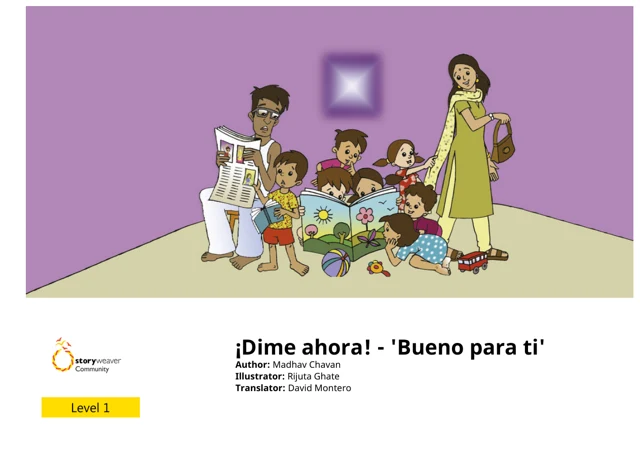 storyweaver
Community
Level 1
¡Dime ahora! - 'Bueno para ti'
Author: Madhav Chavan
Illustrator: Rijuta Ghate
Translator: David Montero